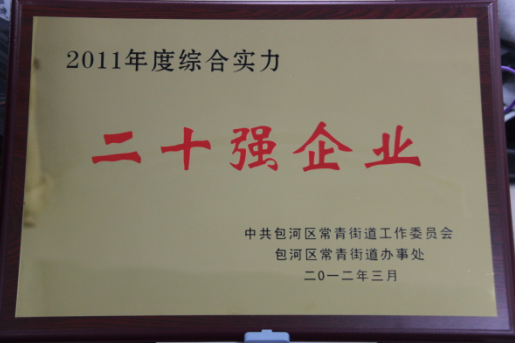 2011年度综合实力
二十强企业
中共包河区常青街道工作委员会
包河区常青街道办事处
二0一二年三月